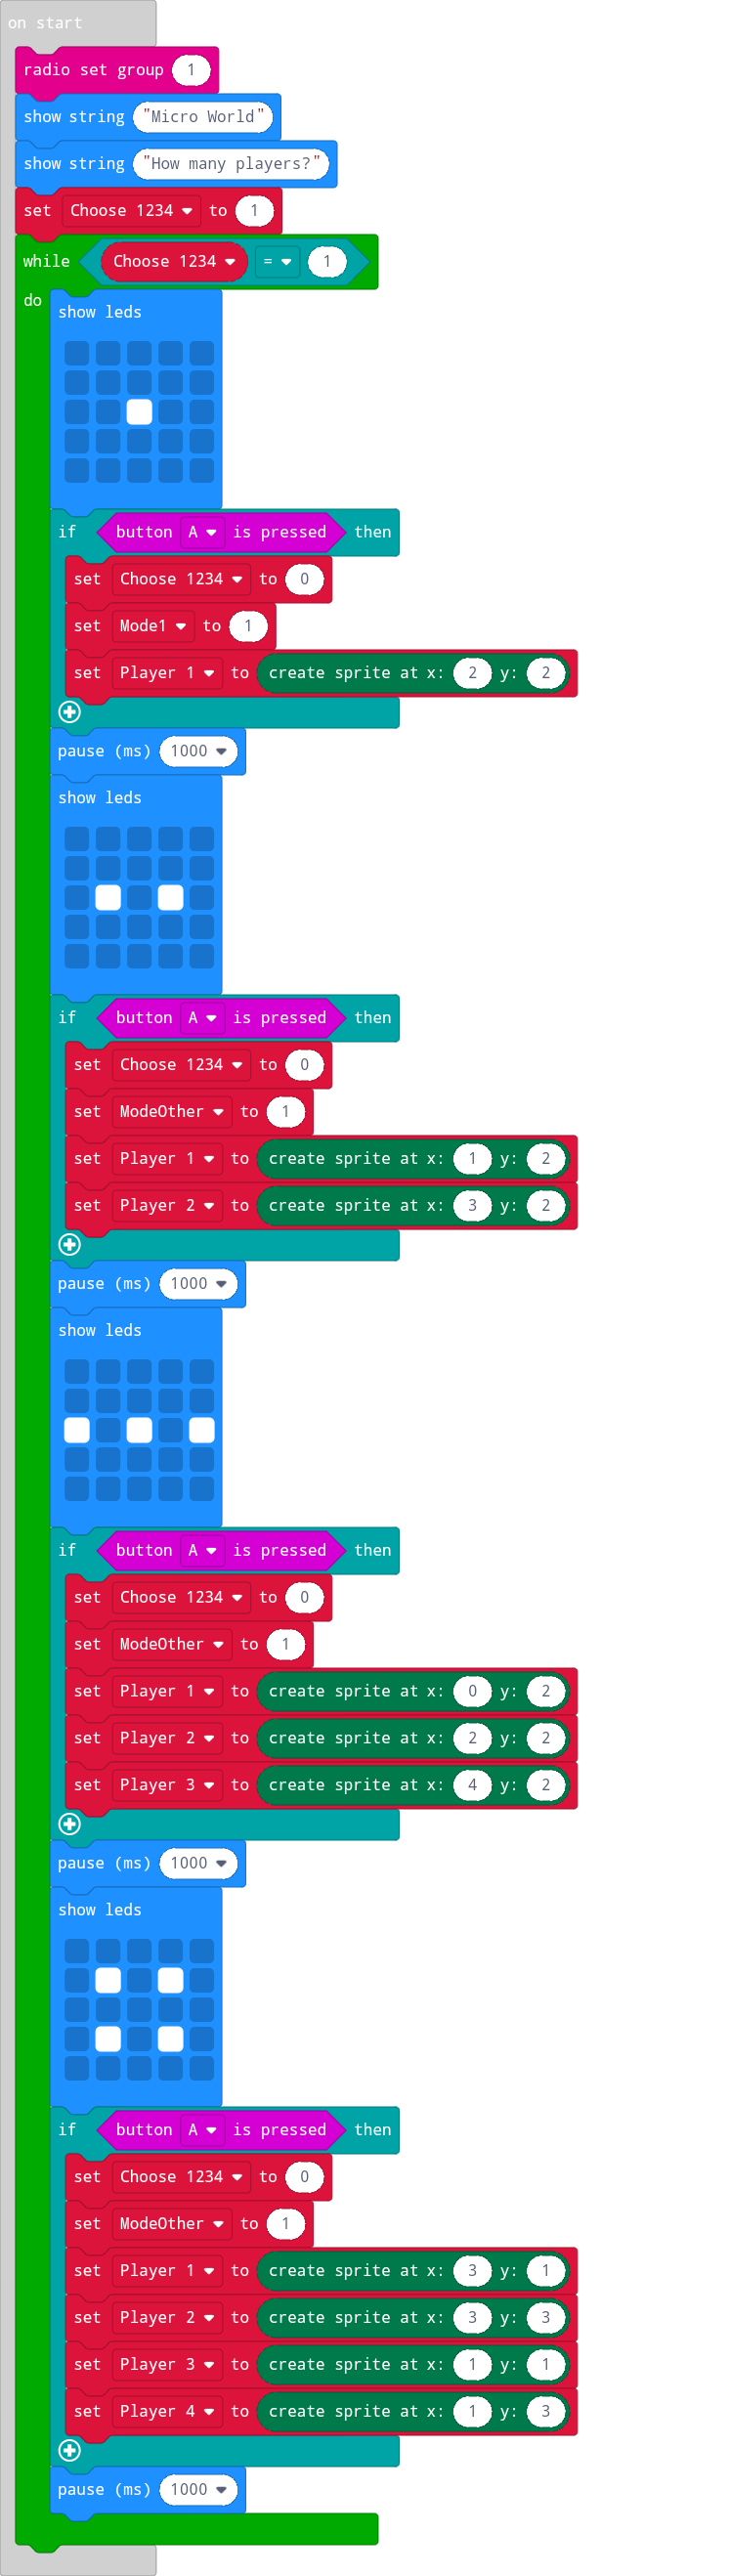 on start
radio set group 1
show string "Micro World"
show string "How many players?"
set Choose 1234 to 1
while Choose 1234 = 1
do show leds
if button A is pressed then
set Choose 1234 to 0
set Mode1 to 1
set Player 1 to create sprite at x: 2 y: 2
pause (ms) 1000
show leds
if button A is pressed then
set Choose 1234 to 0
set ModeOther to 1
set Player 1 to create sprite at x: 1 y: 2
set Player 2 to create sprite at x: 3 y: 2
pause (ms) 1000
show leds
if button A is pressed then
set Choose 1234 to 0
set ModeOther to 1
set Player 1 to create sprite at x: 0 y: 2
set Player 2 to create sprite at x: 2 y: 2
set Player 3 to create sprite at x: 4 y: 2
pause (ms) 1000
show leds
if button A is pressed then
set Choose 1234 to 0
set ModeOther to 1
set Player 1 to create sprite at x: 3 y: 1
set Player 2 to create sprite at x: 3 y: 3
set Player 3 to create sprite at x: 1 y: 1
set Player 4 to create sprite at x: 1 y: 3
pause (ms) 1000